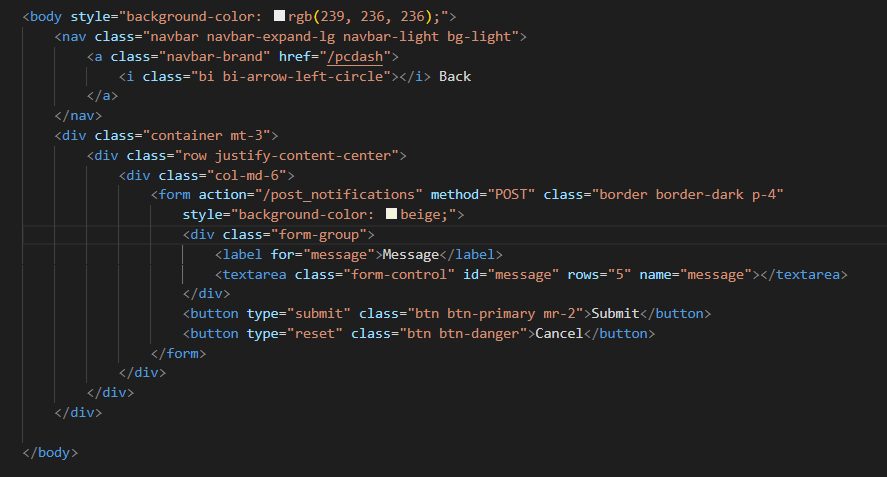 <body style="background-color: rgb(239, 236, 236);">
<nav class="navbar navbar-expand-lg navbar-light bg-light">
<a class="navbar-brand" href="/pcdash">
<i class="bi bi-arrow-left-circle"></i> Back
</a>
</nav>
<div class="container mt-3">
<div class="row justify-content-center">
<div class="col-md-6">
<form action="/post_notifications" method="POST" class="border border-dark p-4"
style="background-color: beige;">
<div class="form-group">
<label for="message">Message</label>
<textarea class="form-control" id="message" rows="5" name="message"></textarea>
</div>
<button type="submit" class="btn btn-primary mr-2">Submit</button>
<button type="reset" class="btn btn-danger">Cancel</button>
</form>
</div>
</div>
</div>
</body>